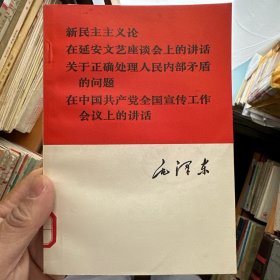 新民主主义论
在延安文艺座谈会上的讲话
关于正确处理人民内部矛盾
的问题
在中国共产党全国宣传工作
会议上的讲话
毛泽东